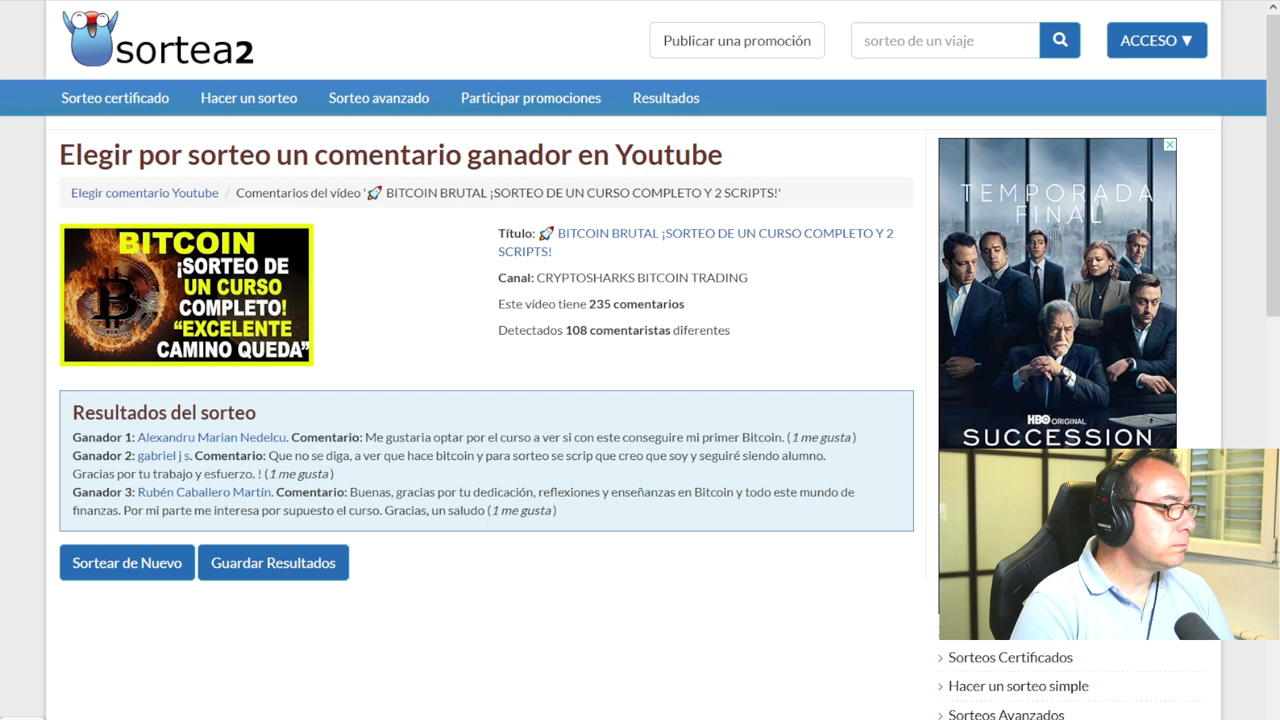 sortea2
Publicar una promoción
sorteo de un viaje
ACCESO ▼
Sorteo certificado
Hacer un sorteo
Sorteo avanzado
Participar promociones
Resultados
Elegir por sorteo un comentario ganador en Youtube
Elegir comentario Youtube / Comentarios del vídeo '🚀 BITCOIN BRUTAL ¡SORTEO DE UN CURSO COMPLETO Y 2 SCRIPTS!'
BITCOIN
¡SORTEO DE
UN CURSO
COMPLETO!
“EXCELENTE
CAMINO QUEDA”
Título: 🚀 BITCOIN BRUTAL ¡SORTEO DE UN CURSO COMPLETO Y 2
SCRIPTS!
Canal: CRYPTOSHARKS BITCOIN TRADING
Este vídeo tiene 235 comentarios
Detectados 108 comentaristas diferentes
Resultados del sorteo
Ganador 1: Alexandru Marian Nedelcu. Comentario: Me gustaria optar por el curso a ver si con este conseguire mi primer Bitcoin. ( 1 me gusta )
Ganador 2: gabriel j s. Comentario: Que no se diga, a ver que hace bitcoin y para sorteo se scrip que creo que soy y seguiré siendo alumno.
Gracias por tu trabajo y esfuerzo. ! ( 1 me gusta )
Ganador 3: Rubén Caballero Martín. Comentario: Buenas, gracias por tu dedicación, reflexiones y enseñanzas en Bitcoin y todo este mundo de
finanzas. Por mi parte me interesa por supuesto el curso. Gracias, un saludo ( 1 me gusta )
Sortear de Nuevo
Guardar Resultados
TEMPORADA
FINAL
HBO ORIGINAL
SUCCESSION
Sorteos Certificados
Hacer un sorteo simple
Sorteos Avanzados